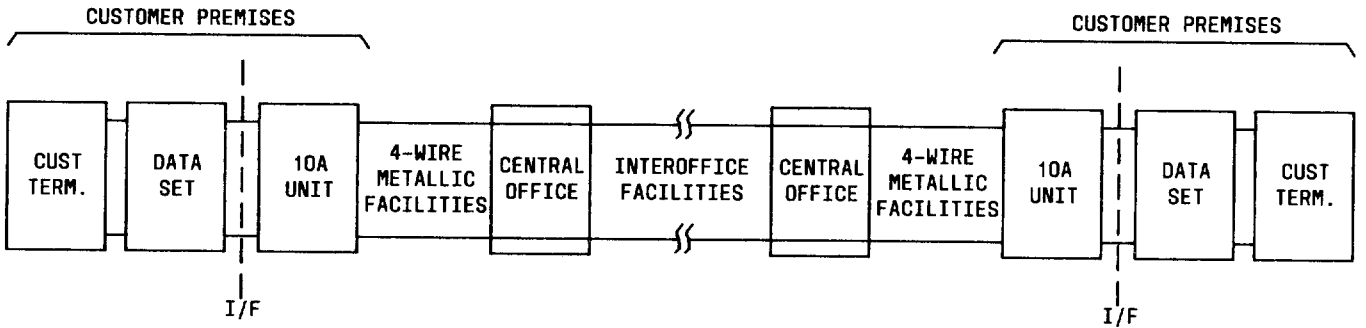 CUSTOMER PREMISES
CUSTOMER PREMISES
CUST
TERM.
DATA
SET
10A
UNIT
4-WIRE
METALLIC
FACILITIES
CENTRAL
OFFICE
INTEROFFICE
FACILITIES
CENTRAL
OFFICE
4-WIRE
METALLIC
FACILITIES
10A
UNIT
DATA
SET
CUST
TERM.
I/F
I/F